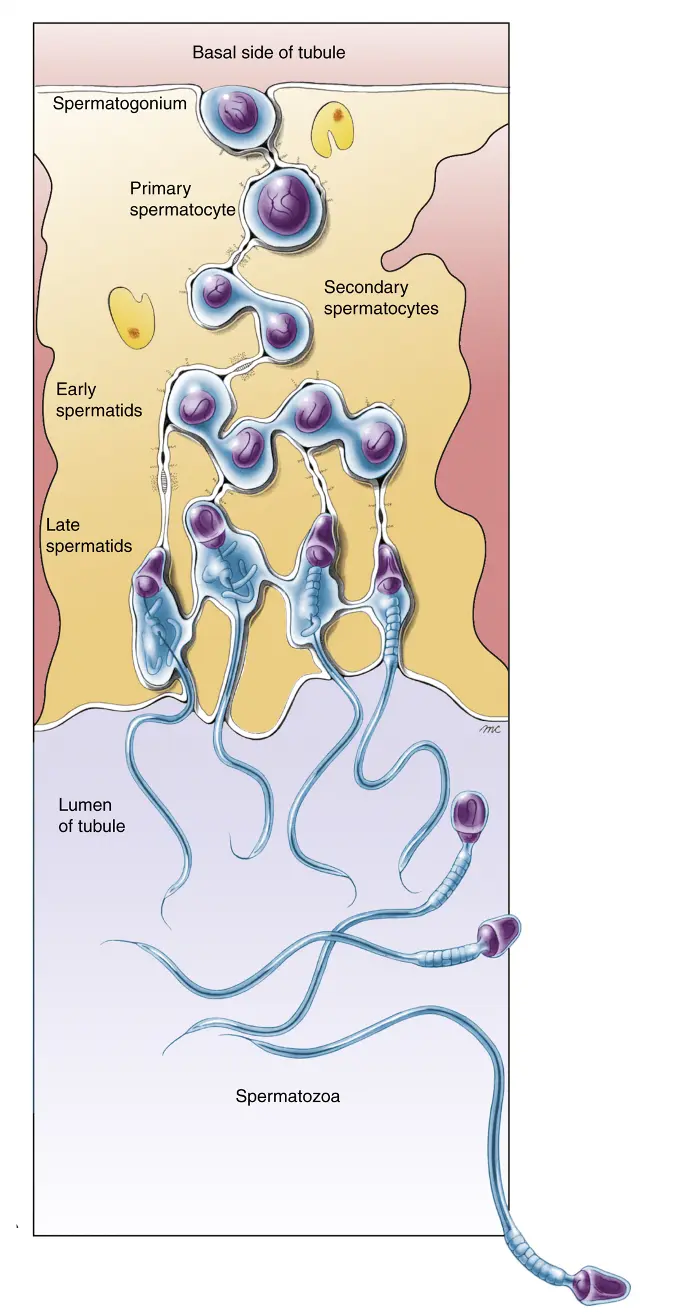 Basal side of tubule
Spermatogonium
Primary
spermatocyte
Secondary
spermatocytes
Early
spermatids
Late
spermatids
mc
Lumen
of tubule
Spermatozoa